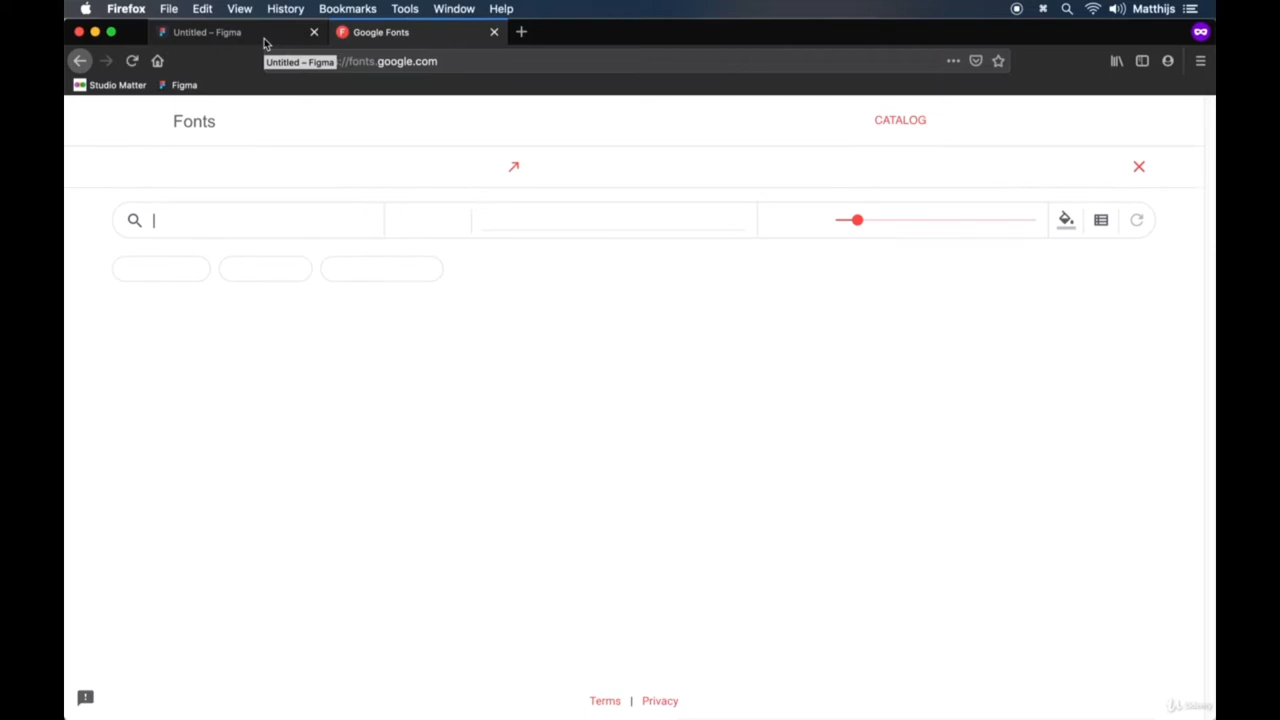 Firefox File Edit View History Bookmarks Tools Window Help Matthijs
Untitled – Figma Google Fonts
Untitled – Figma ://fonts.google.com
Studio Matter Figma
Fonts CATALOG
Terms | Privacy
Udemy